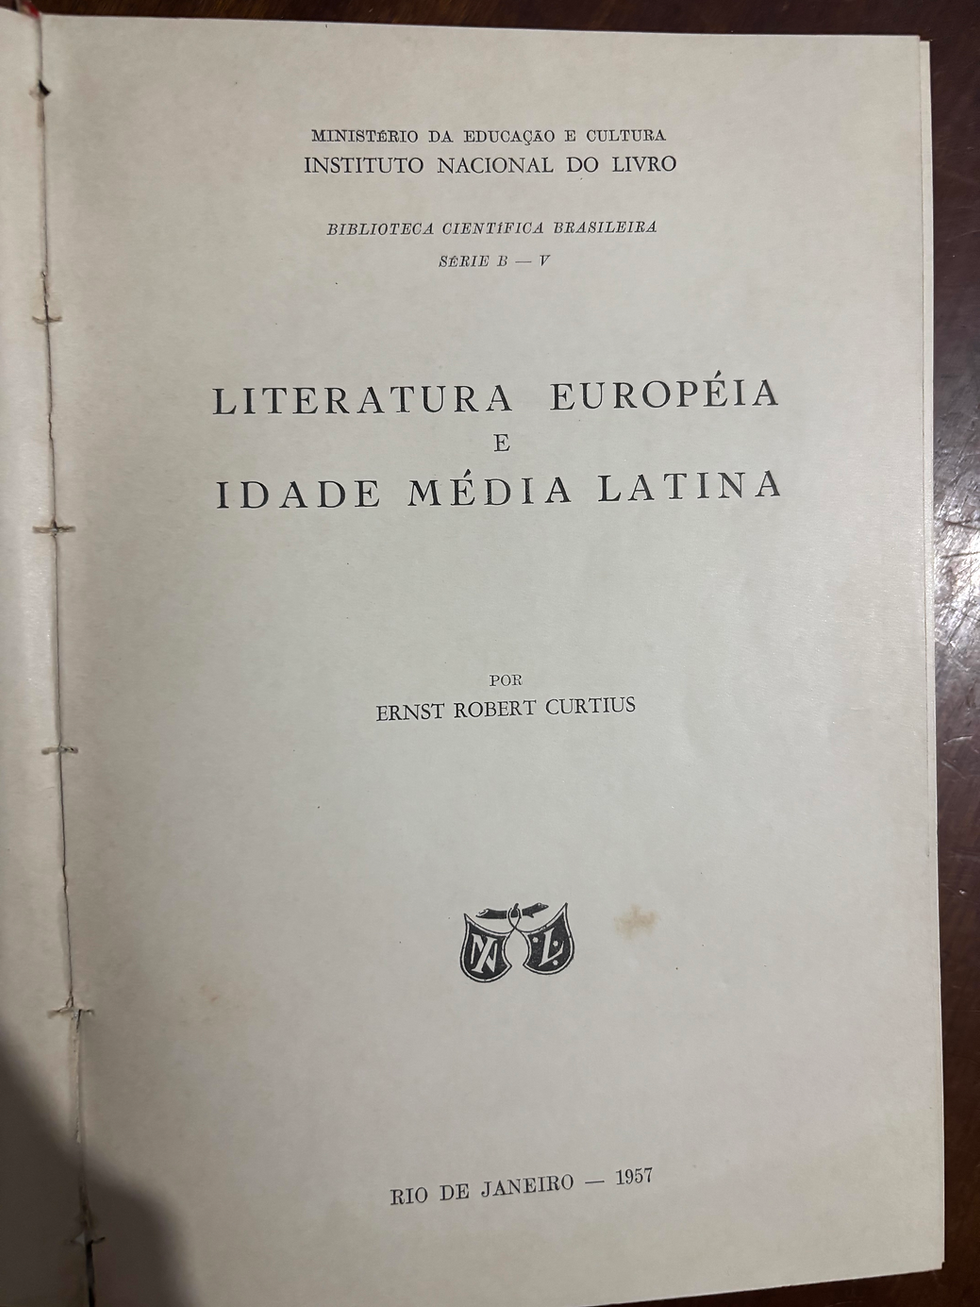 MINISTÉRIO DA EDUCAÇÃO E CULTURA
INSTITUTO NACIONAL DO LIVRO
BIBLIOTECA CIENTÍFICA BRASILEIRA
SÉRIE B — V
LITERATURA EUROPÉIA
E
IDADE MÉDIA LATINA
POR
ERNST ROBERT CURTIUS
RIO DE JANEIRO — 1957